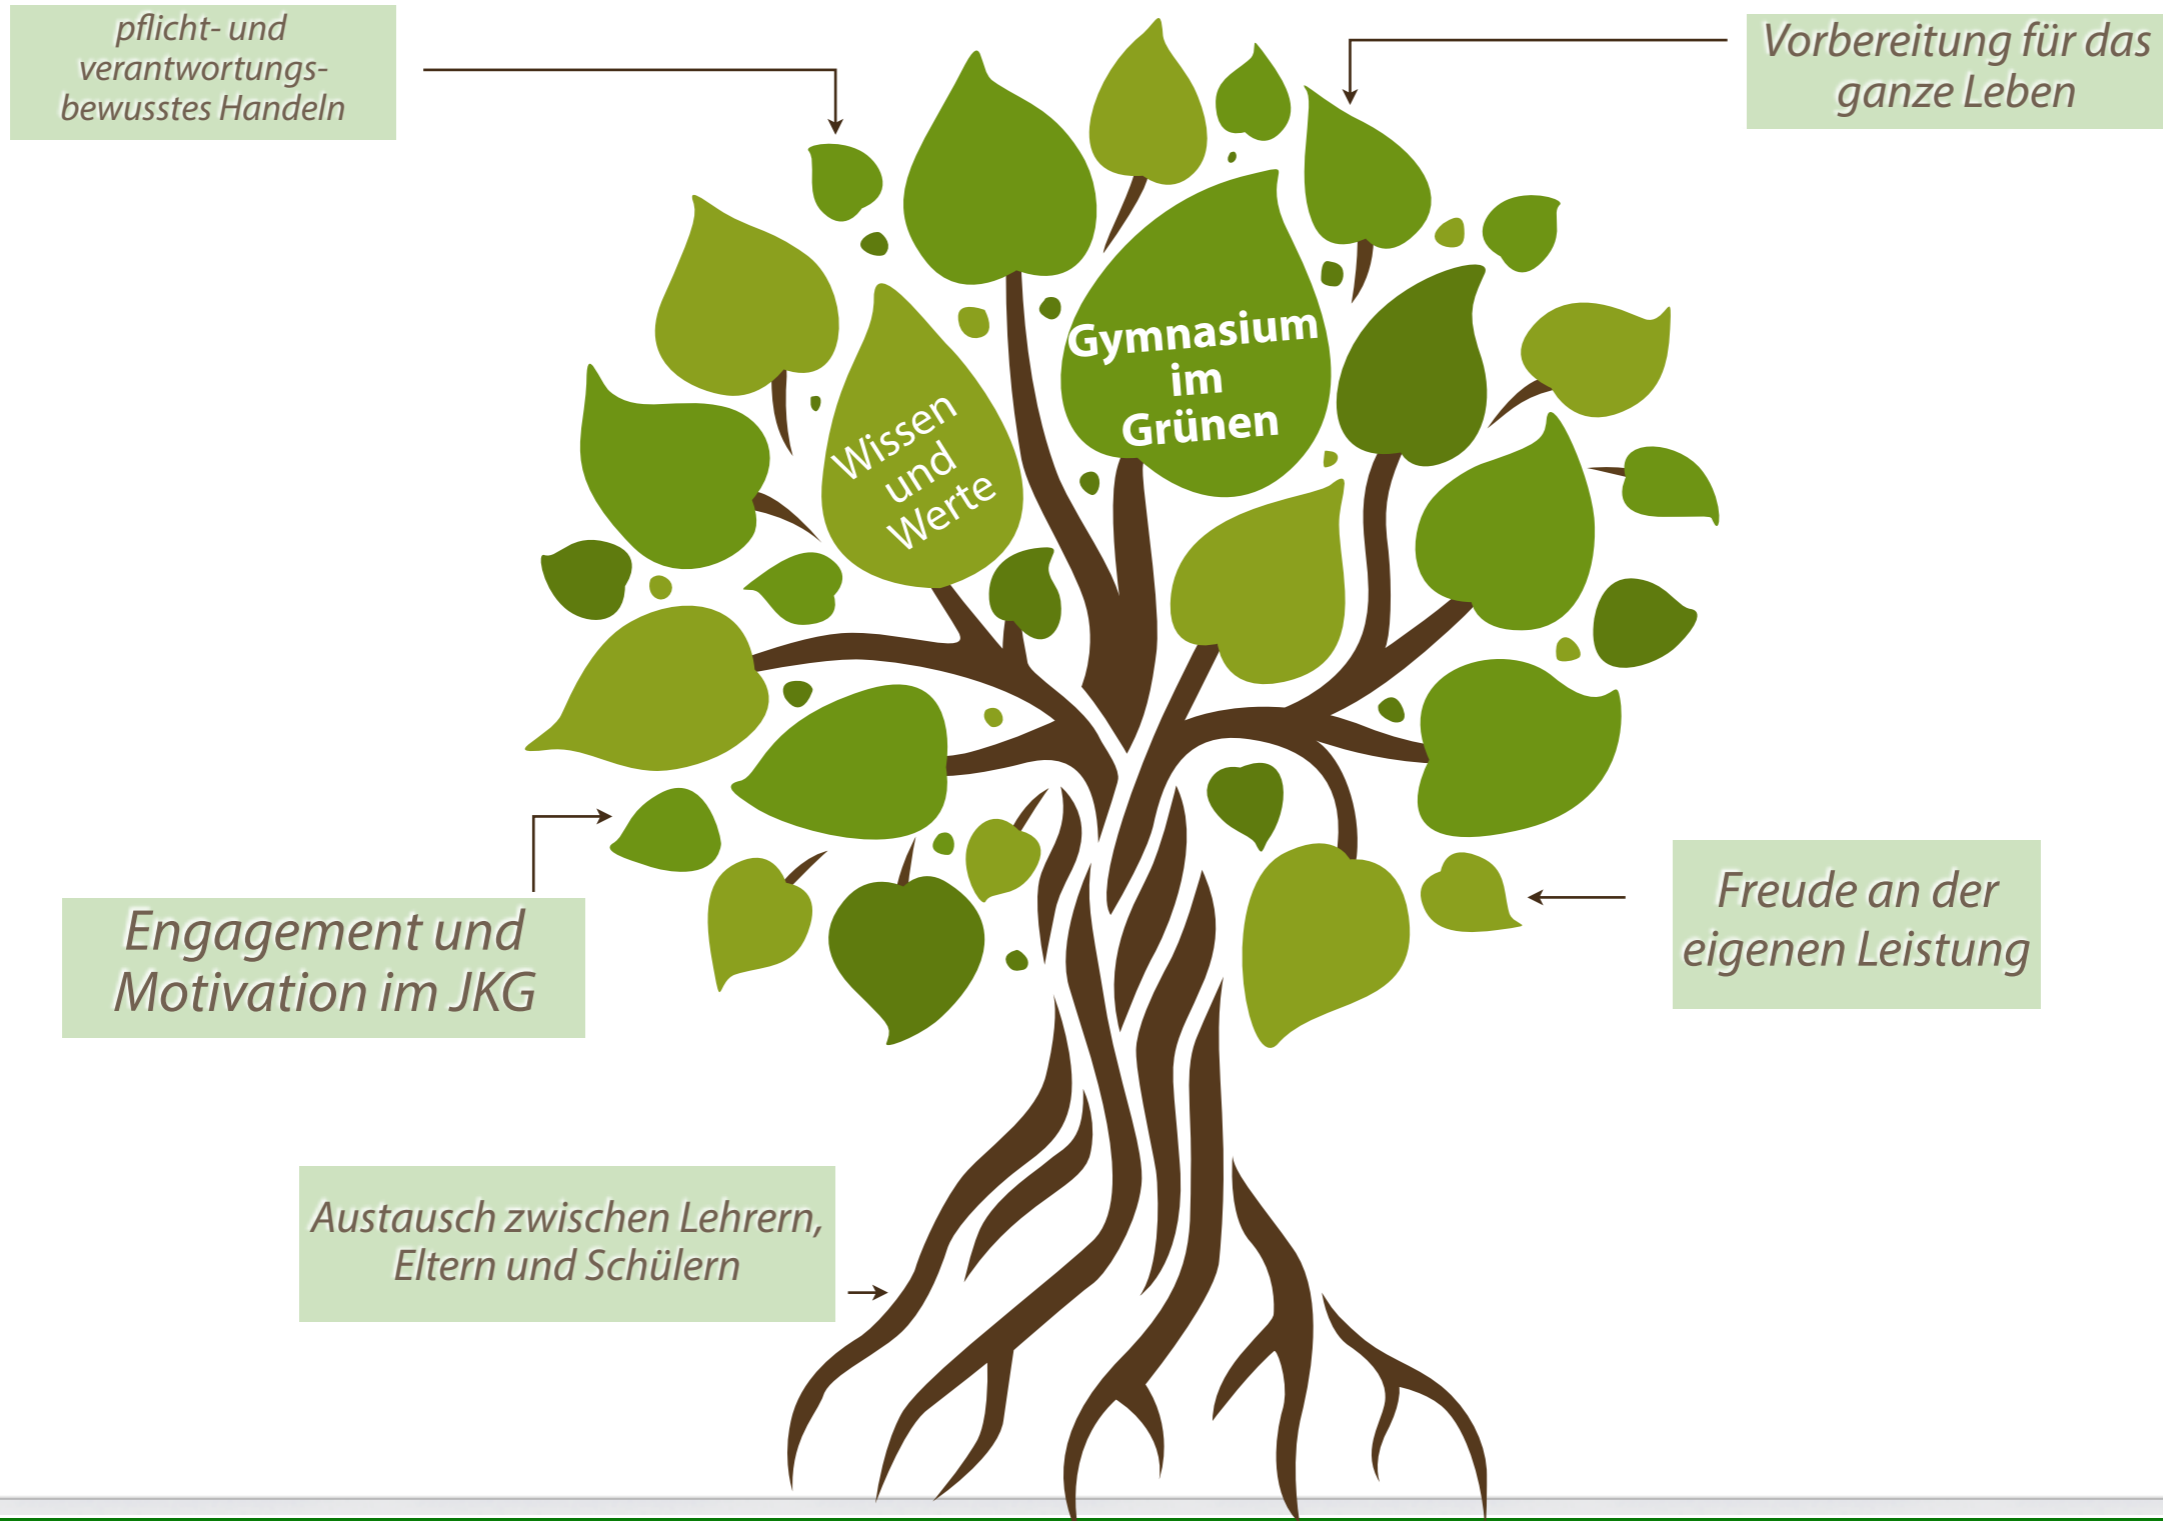 pflicht- und
verantwortungs-
bewusstes Handeln
Vorbereitung für das
ganze Leben
Gymnasium
im
Grünen
Wissen
und
Werte
Engagement und
Motivation im JKG
Freude an der
eigenen Leistung
Austausch zwischen Lehrern,
Eltern und Schülern